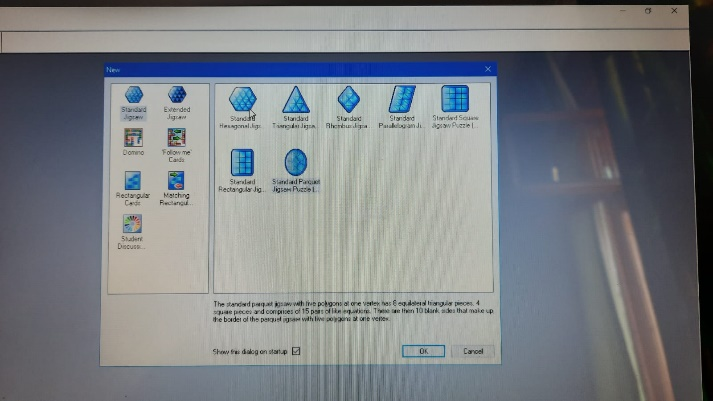 New
Standard
Jigsaw
Extended
Jigsaw
Domino
'Follow me'
Cards
Rectangular
Cards
Matching
Rectangul...
Student
Discussi...
Standard
Hexagonal Jigs...
Standard
Triangular Jigsa...
Standard
Rhombus Jigsa...
Standard
Parallelogram Ji...
Standard Square
Jigsaw Puzzle (...
Standard
Rectangular Jig...
Standard Parquet
Jigsaw Puzzle (...
The standard parquet jigsaw with five polygons at one vertex has 8 equilateral triangular pieces, 4
square pieces and comprises of 15 pairs of like equations. There are then 10 blank sides that make up
the border of the parquet jigsaw with five polygons at one vertex.
Show this dialog on startup
OK
Cancel